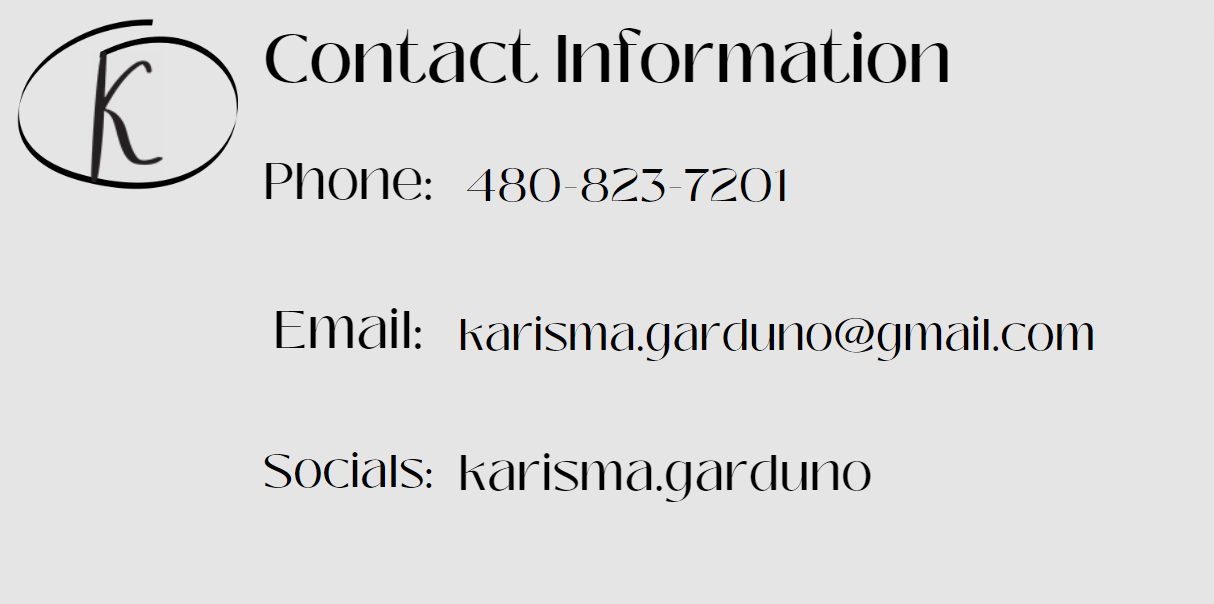 K
Contact Information
Phone: 480-823-7201
Email: karisma.garduno@gmail.com
Socials: karisma.garduno